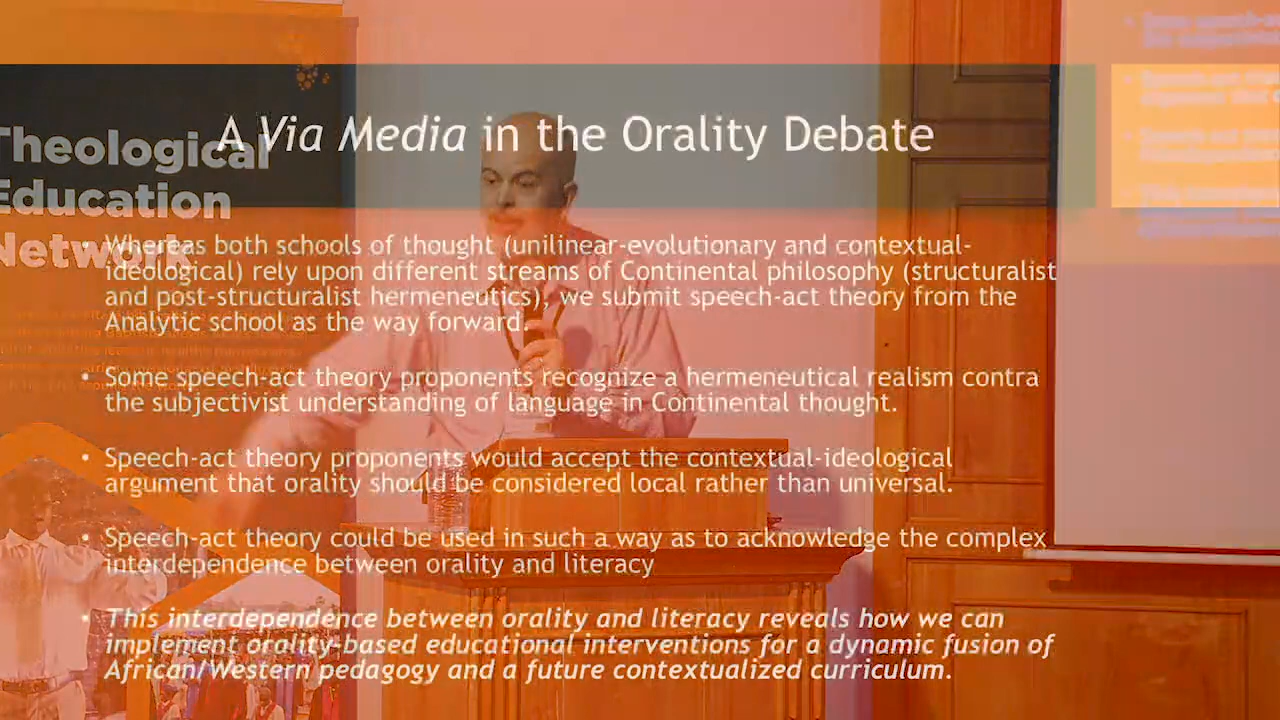 Theological
Education
Network
A Via Media in the Orality Debate
• Whereas both schools of thought (unilinear-evolutionary and contextual-
ideological) rely upon different streams of Continental philosophy (structuralist
and post-structuralist hermeneutics), we submit speech-act theory from the
Analytic school as the way forward.
• Some speech-act theory proponents recognize a hermeneutical realism contra
the subjectivist understanding of language in Continental thought.
• Speech-act theory proponents would accept the contextual-ideological
argument that orality should be considered local rather than universal.
• Speech-act theory could be used in such a way as to acknowledge the complex
interdependence between orality and literacy
• This interdependence between orality and literacy reveals how we can
implement orality-based educational interventions for a dynamic fusion of
African/Western pedagogy and a future contextualized curriculum.